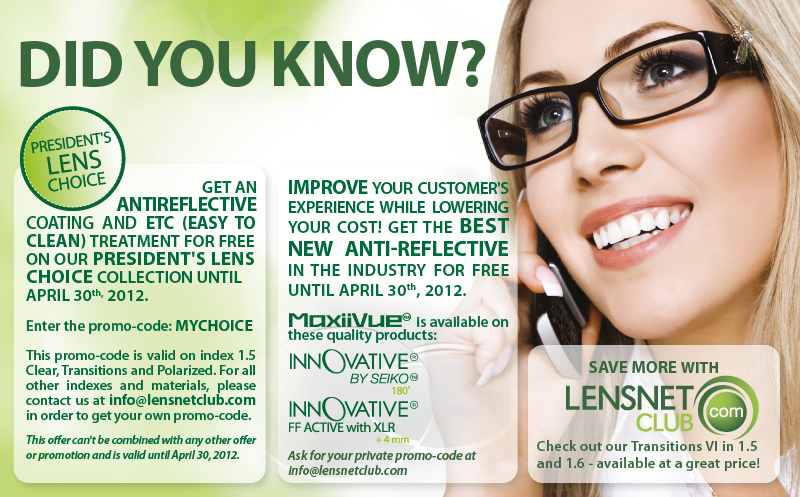 DID YOU KNOW?
PRESIDENT'S
LENS
CHOICE
GET AN
ANTIREFLECTIVE
COATING AND ETC (EASY TO
CLEAN) TREATMENT FOR FREE
ON OUR PRESIDENT'S LENS
CHOICE COLLECTION UNTIL
APRIL 30th, 2012.
Enter the promo-code: MYCHOICE
This promo-code is valid on index 1.5
Clear, Transitions and Polarized. For all
other indexes and materials, please
contact us at info@lensnetclub.com
in order to get your own promo-code.
This offer can't be combined with any other offer
or promotion and is valid until April 30, 2012.
IMPROVE YOUR CUSTOMER'S
EXPERIENCE WHILE LOWERING
YOUR COST! GET THE BEST
NEW ANTI-REFLECTIVE
IN THE INDUSTRY FOR FREE
UNTIL APRIL 30th, 2012.
MaxiiVue℠ is available on
these quality products:
INNOVATIVE®
BY SEIKO℠
180°
INNOVATIVE®
FF ACTIVE with XLR
+ 4 mm
Ask for your private promo-code at
info@lensnetclub.com
SAVE MORE WITH
LENSNET
CLUB .com
Check out our Transitions VI in 1.5
and 1.6 - available at a great price!